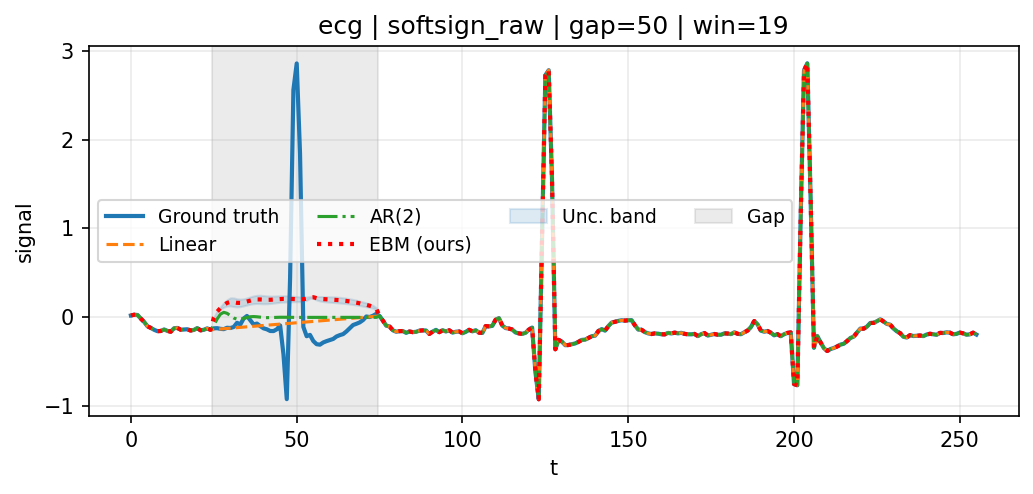 ecg | softsign_raw | gap=50 | win=19
3
2
1
0
−1
signal
Ground truth
Linear
AR(2)
EBM (ours)
Unc. band
Gap
0
50
100
150
200
250
t